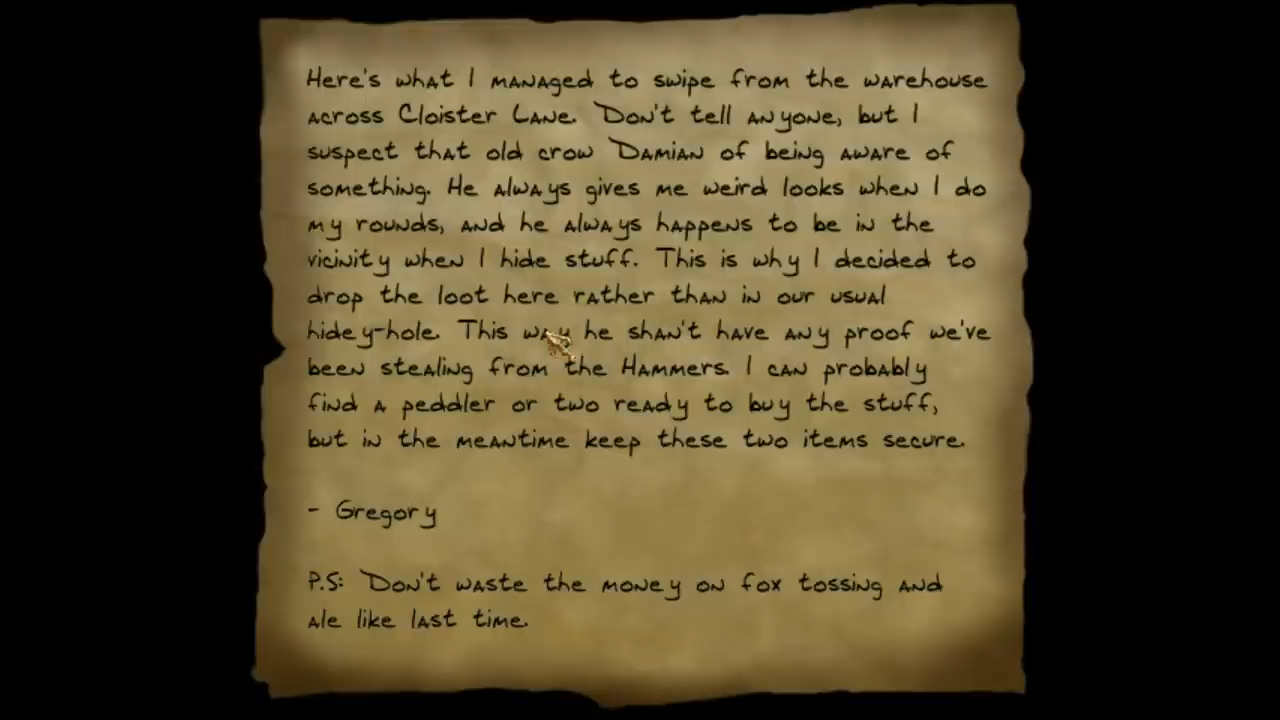 Here's what I managed to swipe from the warehouse
across Cloister Lane. Don't tell anyone, but I
suspect that old crow Damian of being aware of
something. He always gives me weird looks when I do
my rounds, and he always happens to be in the
vicinity when I hide stuff. This is why I decided to
drop the loot here rather than in our usual
hidey-hole. This way he shan't have any proof we've
been stealing from the Hammers. I can probably
find a peddler or two ready to buy the stuff,
but in the meantime keep these two items secure.
- Gregory
P.S: Don't waste the money on fox tossing and
ale like last time.